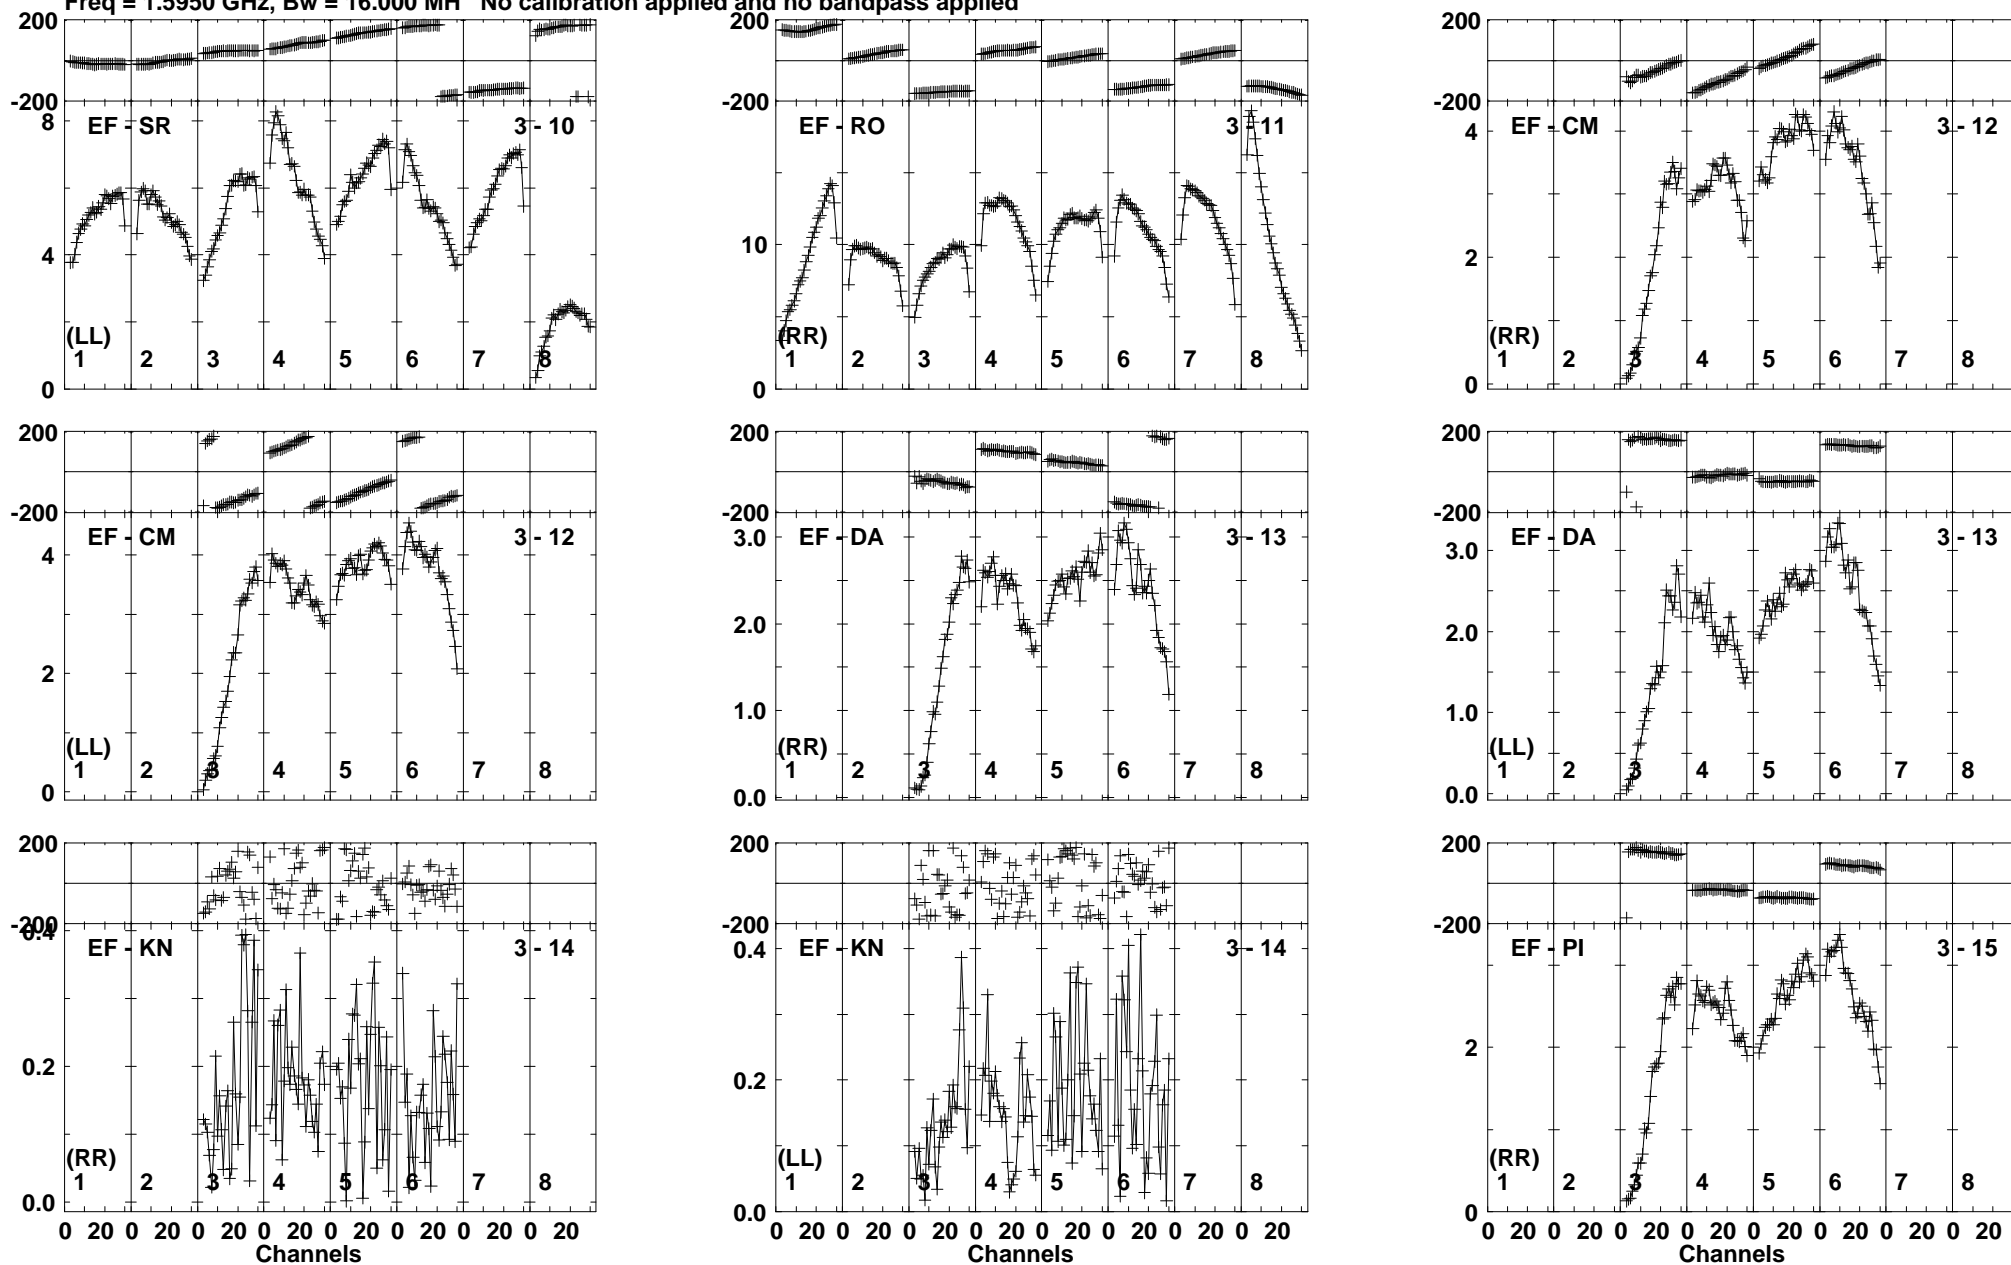 Freq = 1.5950 GHz, Bw = 16.000 MH No calibration applied and no bandpass applied
200 200 200
-200 -200 -200
8 EF - SR 3 - 10 EF - RO 3 - 11 4 EF - CM 3 - 12
4 10 2
(LL) (RR) (RR)
1 2 3 4 5 6 7 8 1 2 3 4 5 6 7 8 1 2 3 4 5 6 7 8
0 0 0
200 200 200
-200 -200 -200
EF - CM 3 - 12 EF - DA 3 - 13 EF - DA 3 - 13
4 3.0 3.0
2 2.0 2.0
1.0 1.0
(LL) (RR) (LL)
1 2 3 4 5 6 7 8 1 2 3 4 5 6 7 8 1 2 3 4 5 6 7 8
0 0.0 0.0
200 200 200
-200 -200 -200
0.4 EF - KN 3 - 14 0.4 EF - KN 3 - 14 EF - PI 3 - 15
0.2 0.2 2
(RR) (LL) (RR)
1 2 3 4 5 6 7 8 1 2 3 4 5 6 7 8 1 2 3 4 5 6 7 8
0.0 0.0 0
0 20 0 20 0 20 0 20 0 20 0 20 0 20 0 20 0 20 0 20 0 20 0 20 0 20 0 20 0 20 0 20 0 20 0 20 0 20 0 20 0 20 0 20 0 20 0 20
Channels Channels Channels